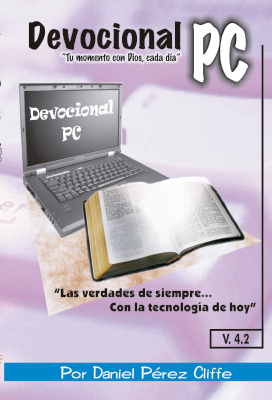 Devocional PC
"Tu momento con Dios, cada día"
Devocional
PC
"Las verdades de siempre...
Con la tecnología de hoy"
V. 4.2
Por Daniel Pérez Cliffe